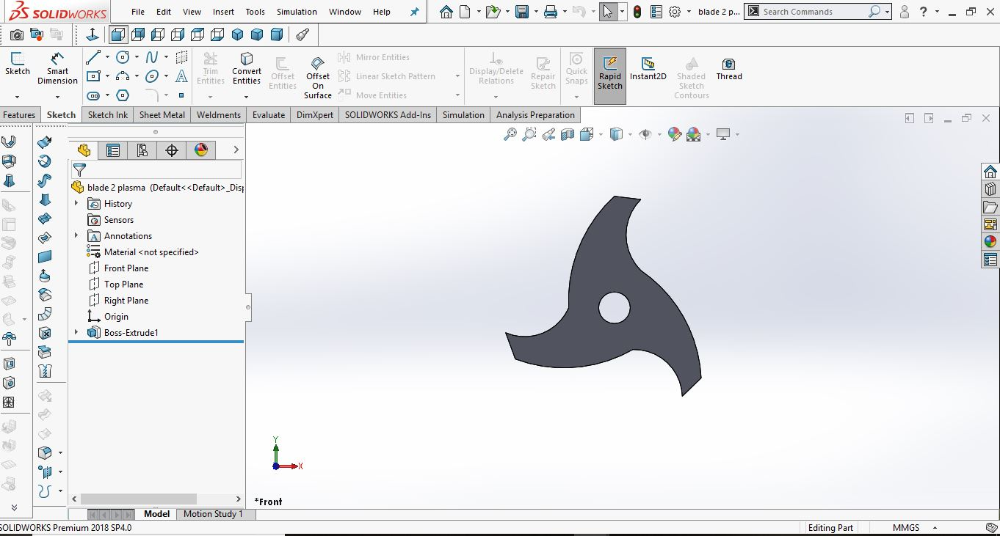 SOLIDWORKS File Edit View Insert Tools Simulation Window Help blade 2 p... Search Commands ?
Sketch Smart Dimension Trim Entities Convert Entities Offset Entities Offset On Surface Mirror Entities Linear Sketch Pattern Move Entities Display/Delete Relations Repair Sketch Quick Snaps Rapid Sketch Instant2D Shaded Sketch Contours Thread
Features Sketch Sketch Ink Sheet Metal Weldments Evaluate DimXpert SOLIDWORKS Add-Ins Simulation Analysis Preparation
blade 2 plasma (Default<<Default>_Disp
History
Sensors
Annotations
Material <not specified>
Front Plane
Top Plane
Right Plane
Origin
Boss-Extrude1
Y
X
*Front
Model Motion Study 1
SOLIDWORKS Premium 2018 SP4.0 Editing Part MMGS